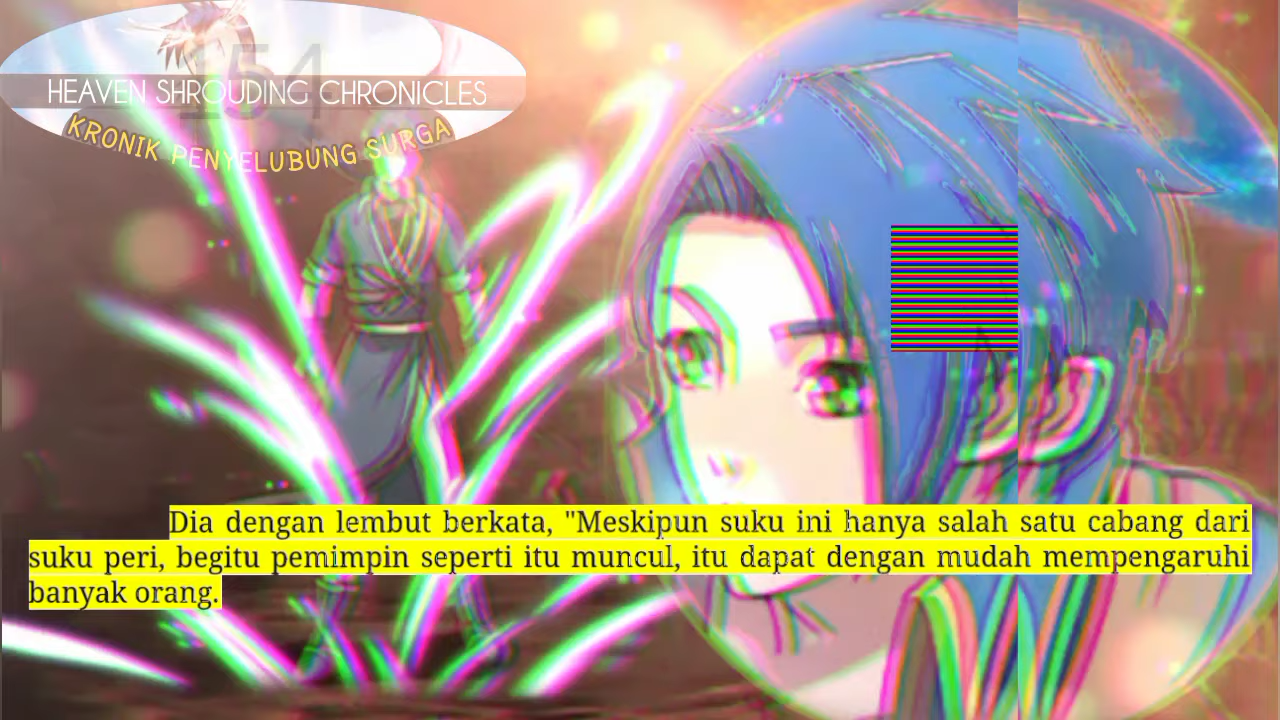 154
HEAVEN SHROUDING CHRONICLES
KRONIK PENYELUBUNG SURGA
Dia dengan lembut berkata, "Meskipun suku ini hanya salah satu cabang dari
suku peri, begitu pemimpin seperti itu muncul, itu dapat dengan mudah mempengaruhi
banyak orang.